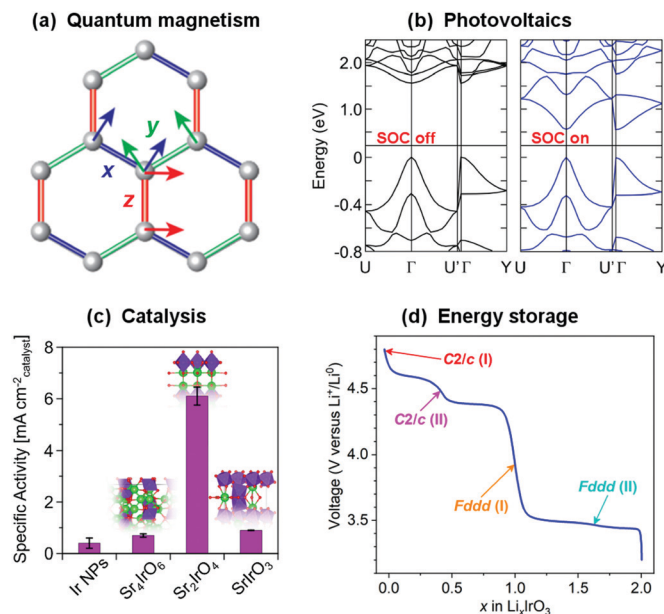 (a) Quantum magnetism
x
y
z
(b) Photovoltaics
Energy (eV)
2.0
1.0
0
-0.4
-0.8
SOC off
SOC on
U Γ U' Γ Y U Γ U' Γ Y
(c) Catalysis
Specific Activity [mA cm⁻²catalyst]
8
6
4
2
0
Ir NPs
Sr₄IrO₆
Sr₂IrO₄
SrIrO₃
(d) Energy storage
Voltage (V versus Li⁺/Li⁰)
4.5
4.0
3.5
C2/c (I)
C2/c (II)
Fddd (I)
Fddd (II)
0.0 0.5 1.0 1.5 2.0
x in LiₓIrO₃